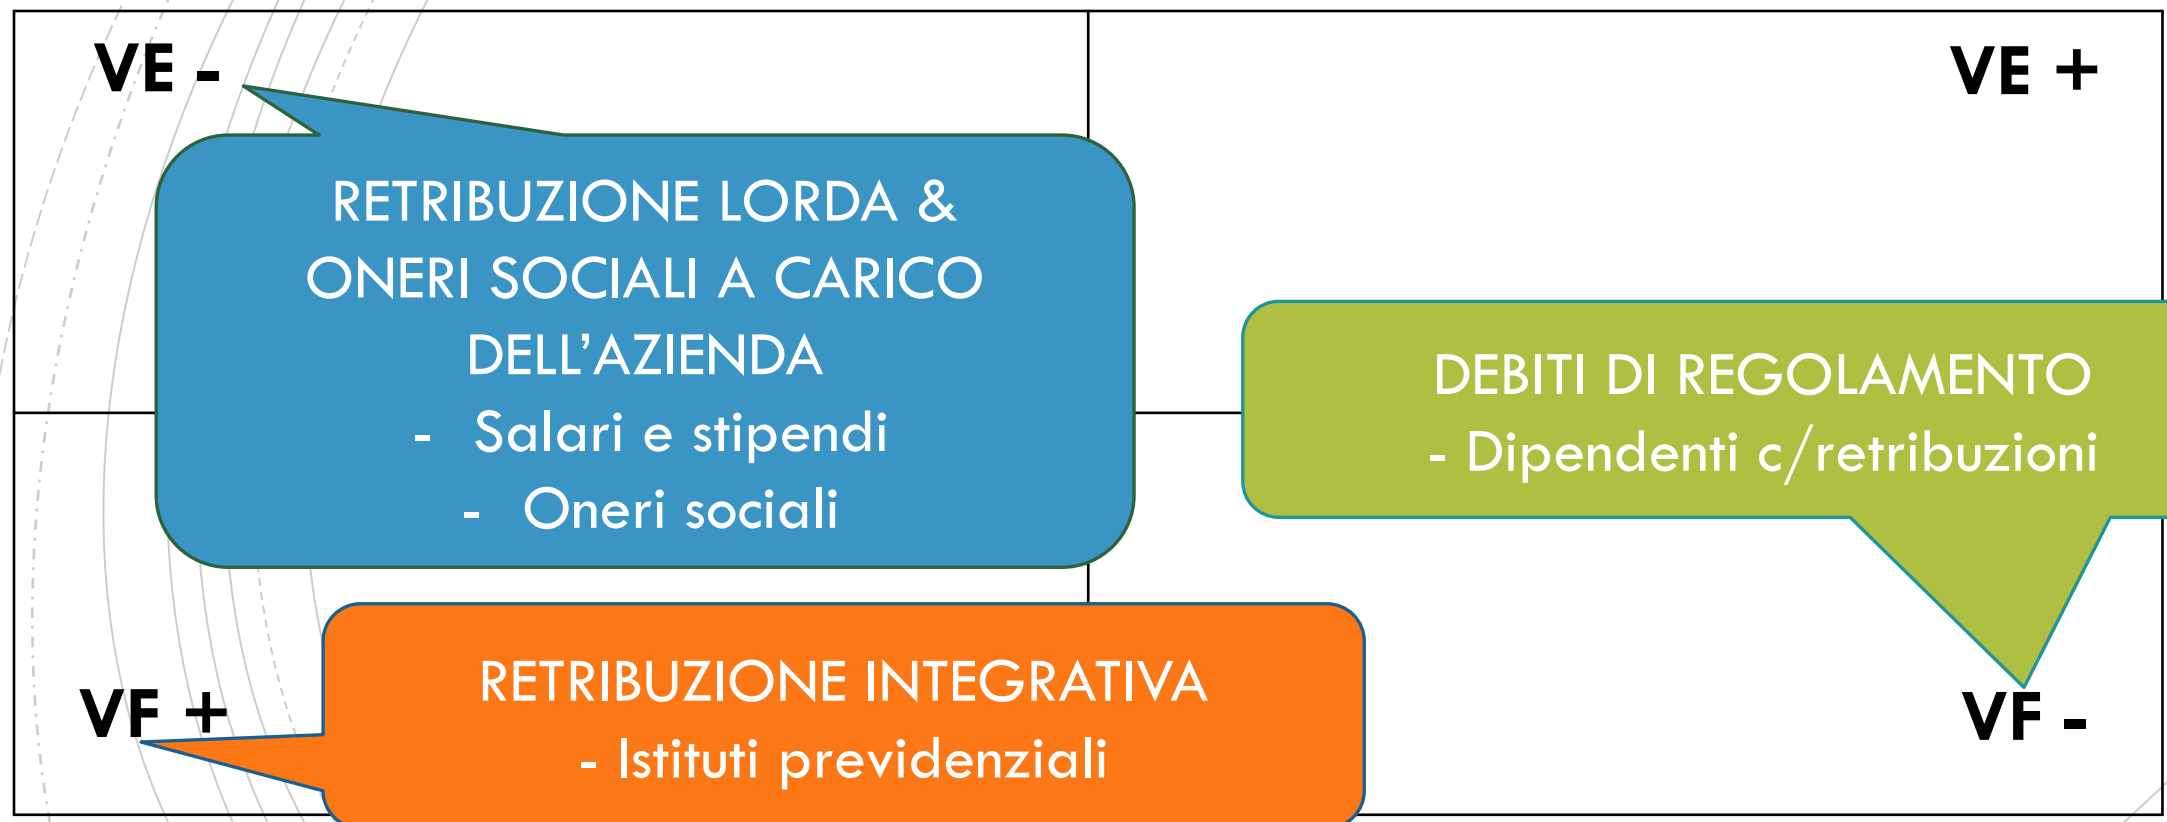 VE -
VE +
RETRIBUZIONE LORDA &
ONERI SOCIALI A CARICO
DELL’AZIENDA
- Salari e stipendi
- Oneri sociali
DEBITI DI REGOLAMENTO
- Dipendenti c/retribuzioni
VF +
RETRIBUZIONE INTEGRATIVA
- Istituti previdenziali
VF -